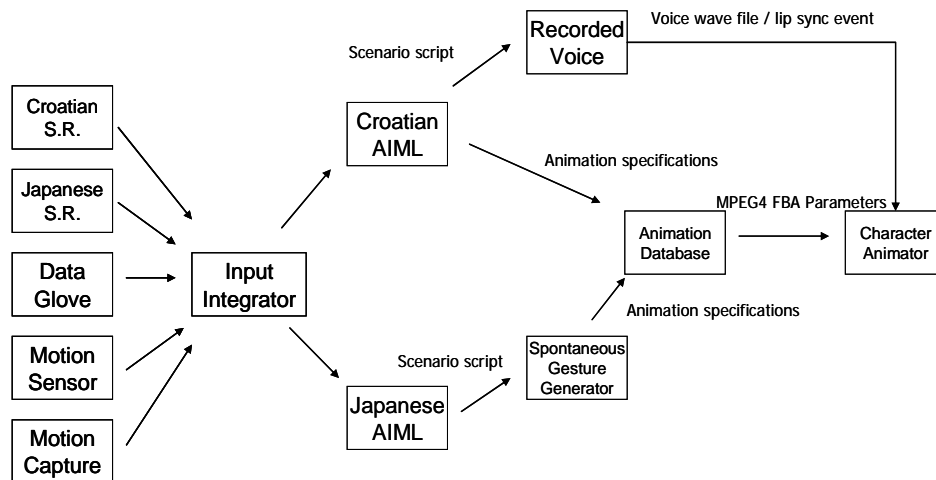 Voice wave file / lip sync event
Recorded
Voice
Scenario script
Croatian
S.R.
Croatian
AIML
Animation specifications
Japanese
S.R.
MPEG4 FBA Parameters
Animation
Database
Character
Animator
Data
Glove
Input
Integrator
Animation specifications
Motion
Sensor
Scenario script
Spontaneous
Gesture
Generator
Japanese
AIML
Motion
Capture